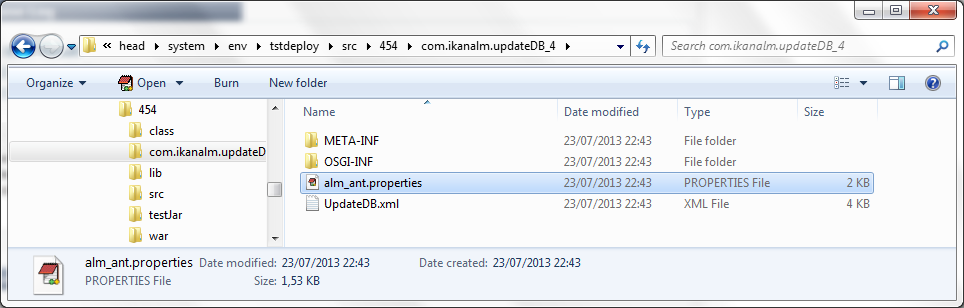 « head ▸ system ▸ env ▸ tstdeploy ▸ src ▸ 454 ▸ com.ikanalm.updateDB_4 ▸
Search com.ikanalm.updateDB_4
Organize Open Burn New folder
Name Date modified Type Size
454
class
com.ikanalm.updateD
lib
src
testJar
war
META-INF 23/07/2013 22:43 File folder
OSGI-INF 23/07/2013 22:43 File folder
alm_ant.properties 23/07/2013 22:43 PROPERTIES File 2 KB
UpdateDB.xml 23/07/2013 22:43 XML File 4 KB
alm_ant.properties Date modified: 23/07/2013 22:43 Date created: 23/07/2013 22:43
PROPERTIES File Size: 1,53 KB